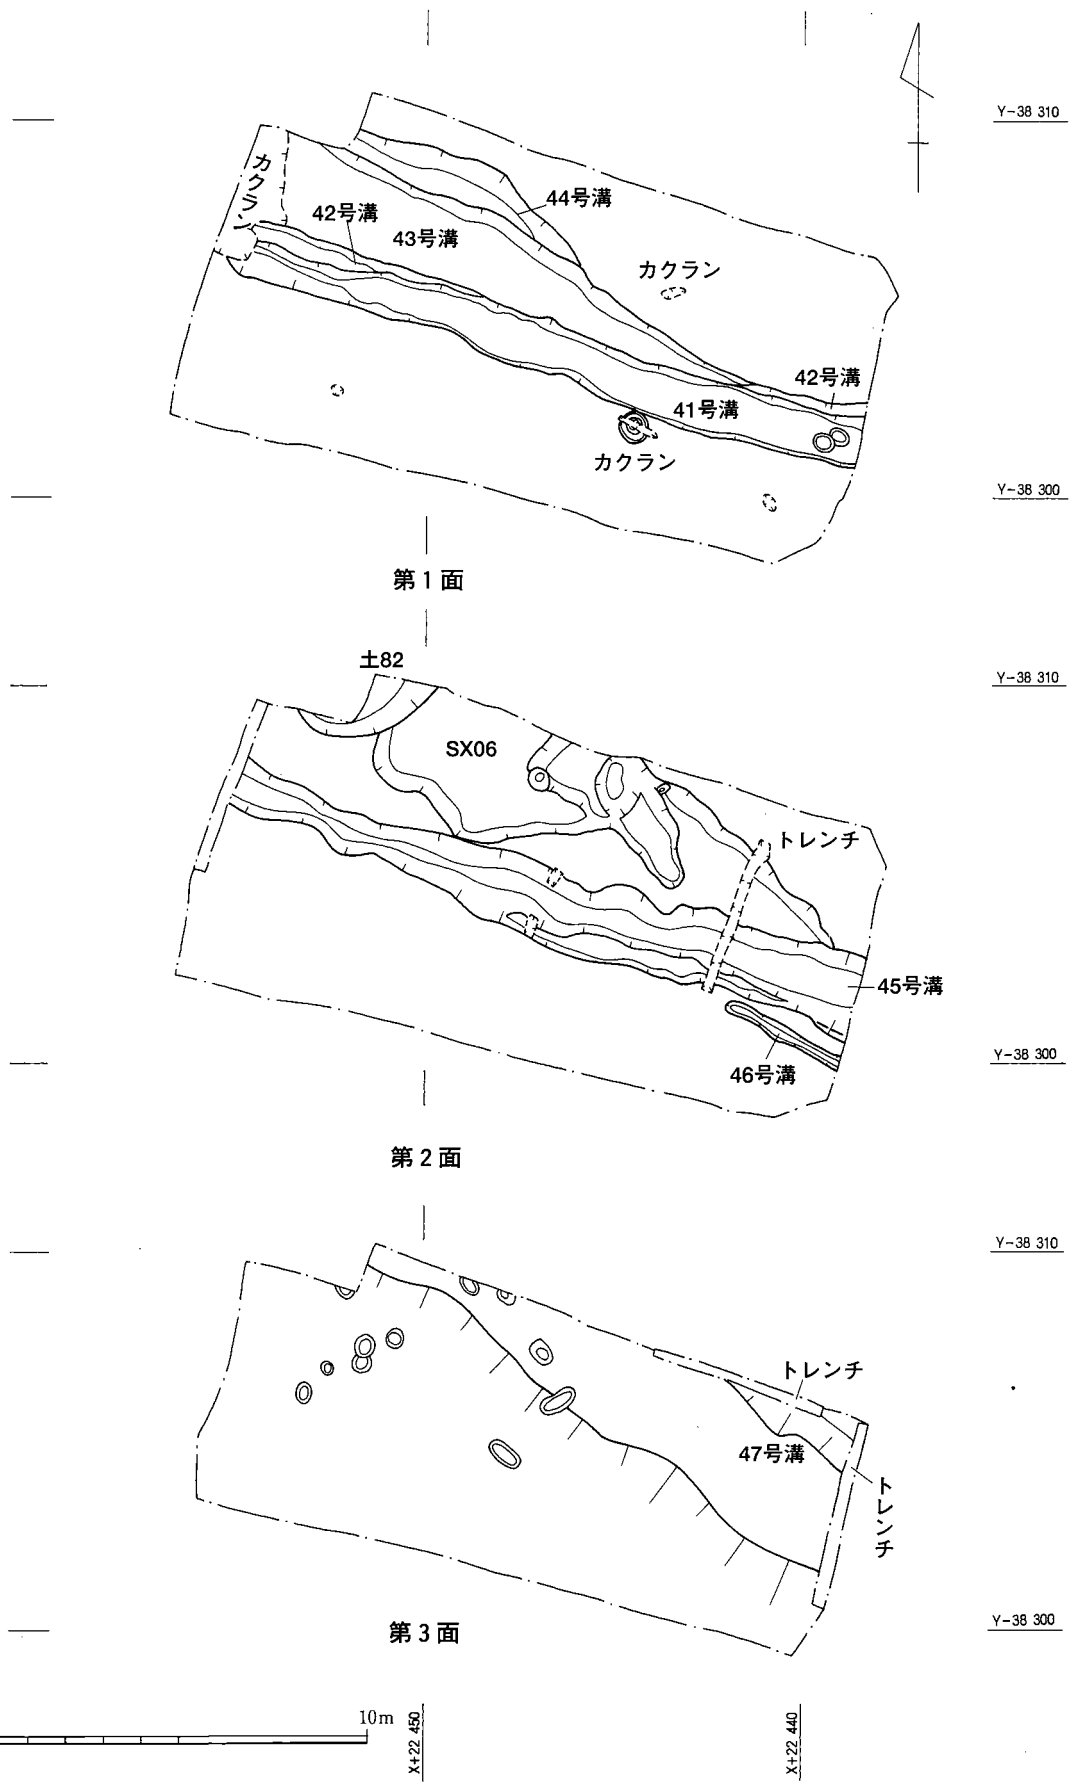 Y-38 310
カクラン
44号溝
42号溝
43号溝
カクラン
42号溝
41号溝
カクラン
Y-38 300
第1面
土82
Y-38 310
SX06
トレンチ
45号溝
46号溝
Y-38 300
第2面
Y-38 310
トレンチ
47号溝
トレンチ
Y-38 300
第3面
10m
X+22 450
X+22 440